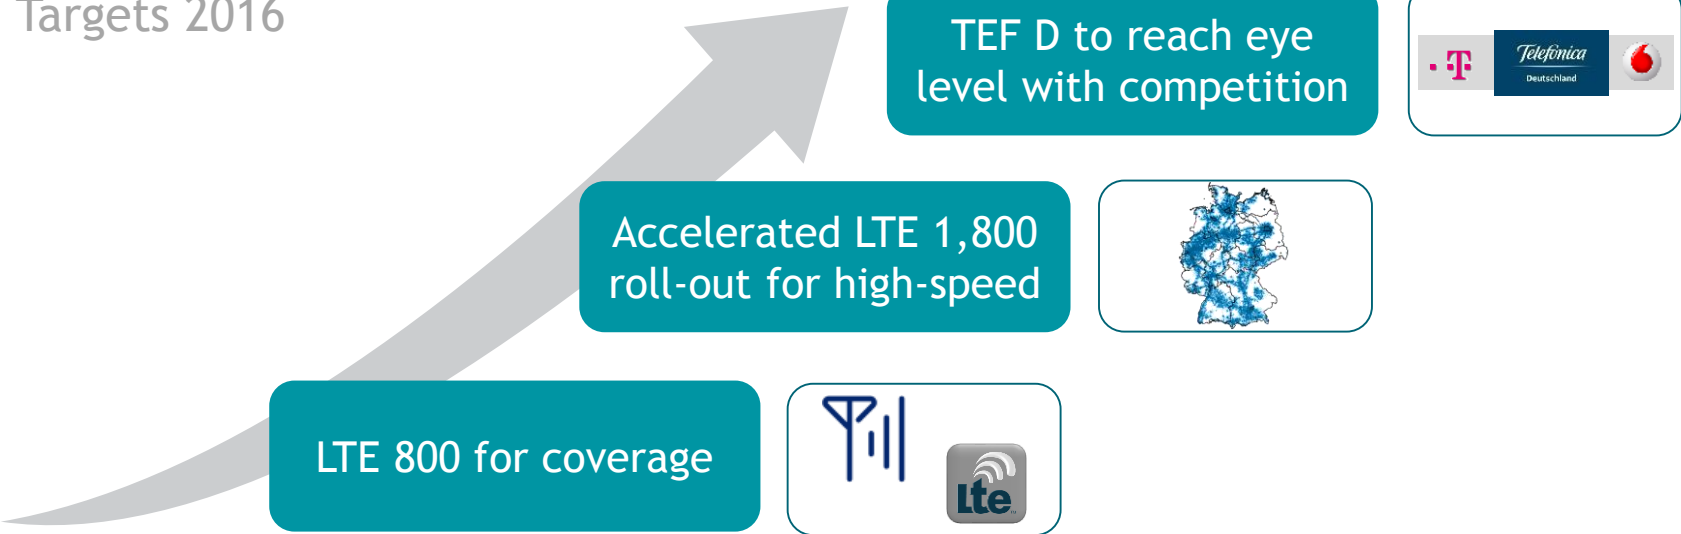 Targets 2016
TEF D to reach eye
level with competition
T
Telefónica
Deutschland
Accelerated LTE 1,800
roll-out for high-speed
LTE 800 for coverage
Lte